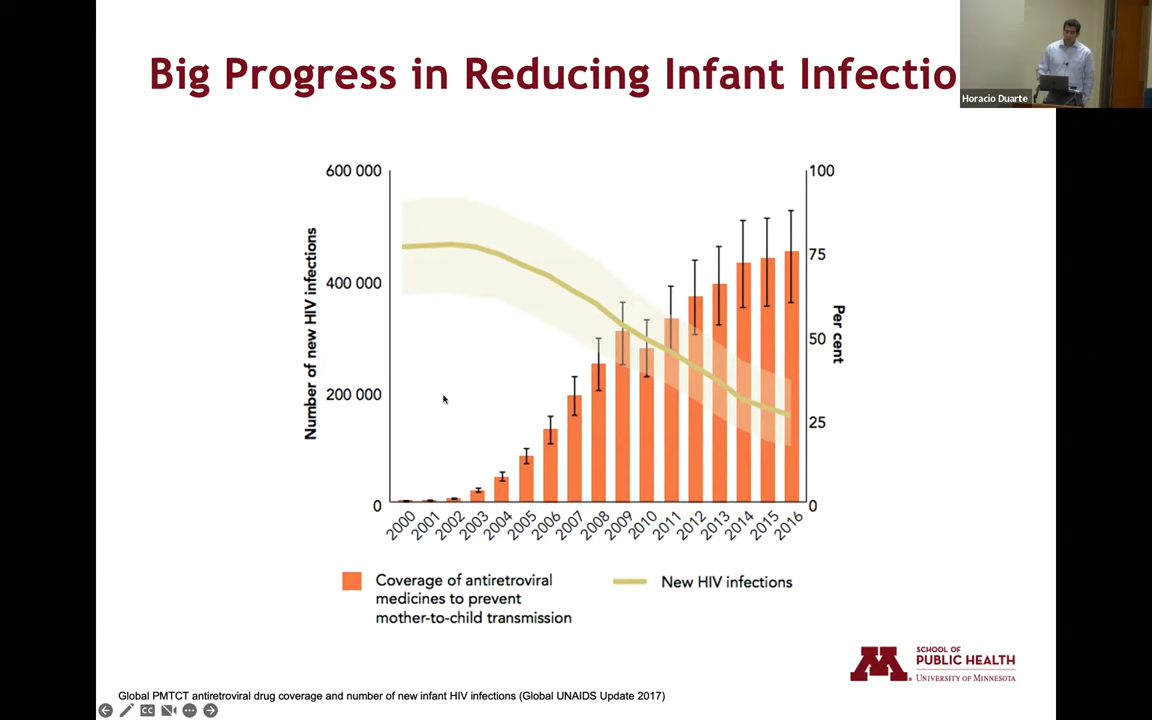 Big Progress in Reducing Infant Infectio
Horacio Duarte
600 000
400 000
200 000
0
Number of new HIV infections
100
75
50
25
0
Per cent
2000 2001 2002 2003 2004 2005 2006 2007 2008 2009 2010 2011 2012 2013 2014 2015 2016
Coverage of antiretroviral
medicines to prevent
mother-to-child transmission
New HIV infections
M
SCHOOL OF
PUBLIC HEALTH
UNIVERSITY OF MINNESOTA
Global PMTCT antiretroviral drug coverage and number of new infant HIV infections (Global UNAIDS Update 2017)
CC